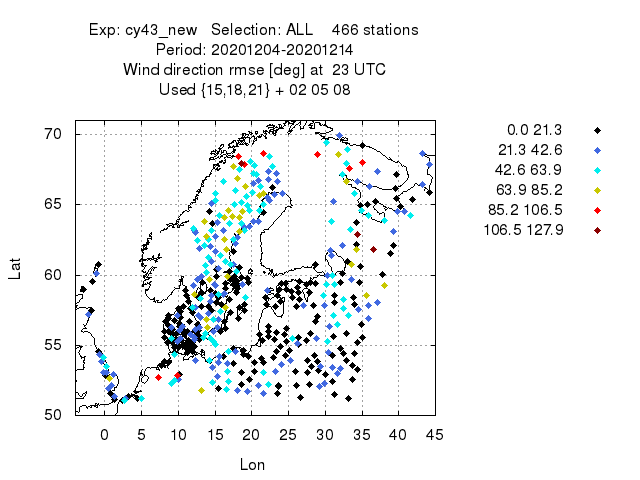 Exp: cy43_new   Selection: ALL    466 stations
Period: 20201204-20201214
Wind direction rmse [deg] at  23 UTC
Used {15,18,21} + 02 05 08
0.0 21.3
21.3 42.6
42.6 63.9
63.9 85.2
85.2 106.5
106.5 127.9
Lat
70
65
60
55
50
0 5 10 15 20 25 30 35 40 45
Lon